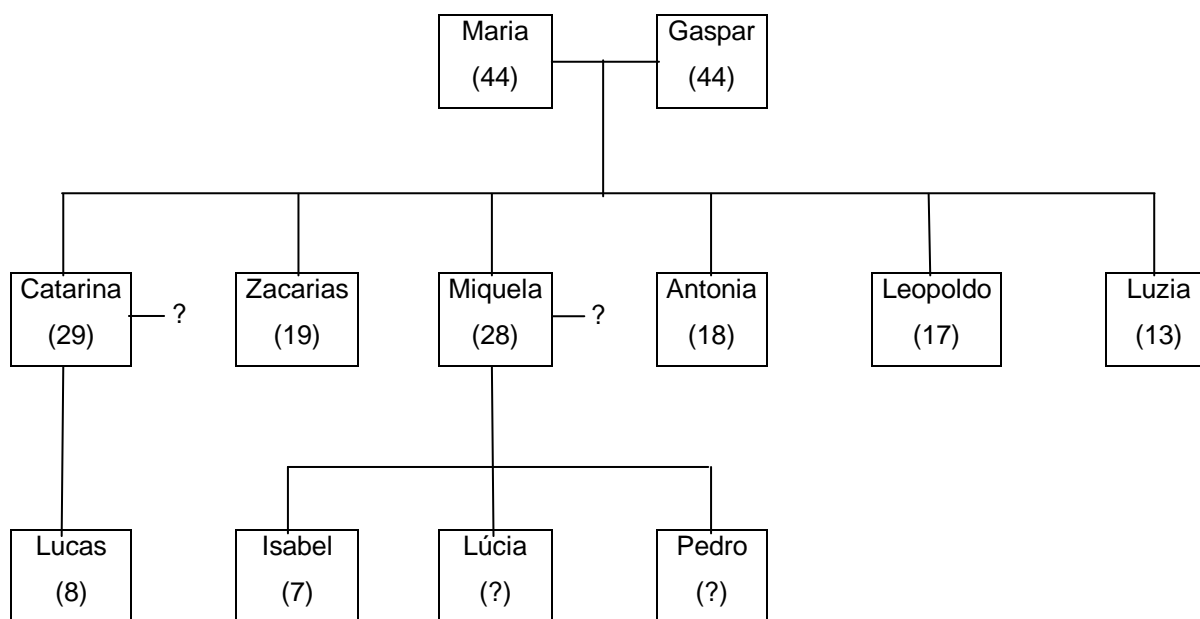 Maria
(44)
Gaspar
(44)
Catarina
(29)
?
Zacarias
(19)
Miquela
(28)
?
Antonia
(18)
Leopoldo
(17)
Luzia
(13)
Lucas
(8)
Isabel
(7)
Lúcia
(?)
Pedro
(?)